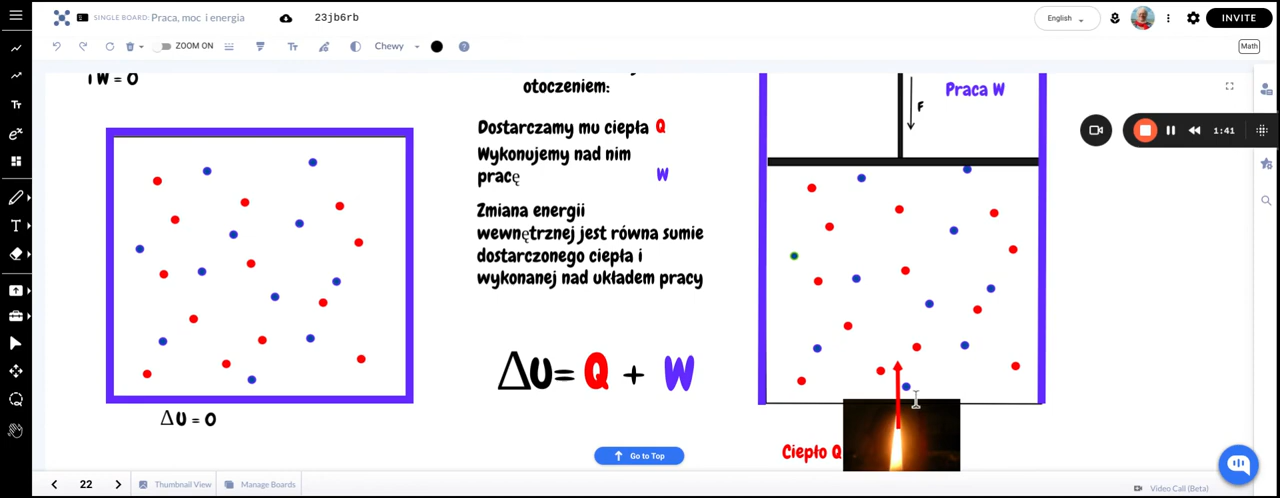 SINGLE BOARD: Praca, moc i energia
23jb6rb
English
INVITE
ZOOM ON
Chewy
Math
i W = 0
otoczeniem:
Dostarczamy mu ciepła Q
Wykonujemy nad nim
pracę W
Zmiana energii
wewnętrznej jest równa sumie
dostarczonego ciepła i
wykonanej nad układem pracy
ΔU= Q + W
ΔU = 0
Praca W
F
1:41
Ciepło Q
Go to Top
22
Thumbnail View
Manage Boards
Video Call (Beta)